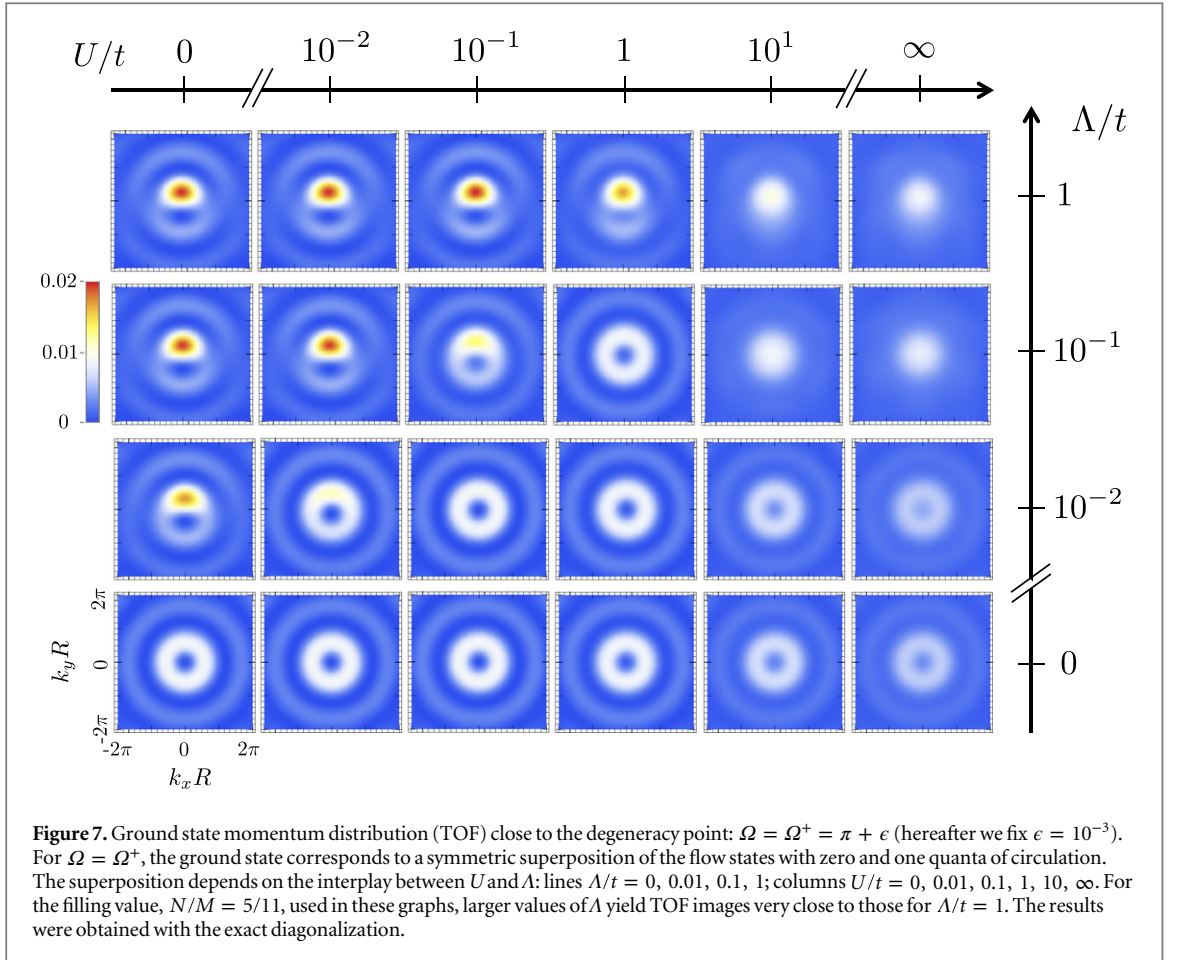 U/t 0 10⁻² 10⁻¹ 1 10¹ ∞
Λ/t
1
0.02
0.01
0
10⁻¹
10⁻²
2π
0
-2π
k_yR
0
-2π 0 2π
k_xR
Figure 7. Ground state momentum distribution (TOF) close to the degeneracy point: Ω = Ω⁺ = π + ϵ (hereafter we fix ϵ = 10⁻³).
For Ω = Ω⁺, the ground state corresponds to a symmetric superposition of the flow states with zero and one quanta of circulation.
The superposition depends on the interplay between U and Λ: lines Λ/t = 0, 0.01, 0.1, 1; columns U/t = 0, 0.01, 0.1, 1, 10, ∞. For
the filling value, N/M = 5/11, used in these graphs, larger values of Λ yield TOF images very close to those for Λ/t = 1. The results
were obtained with the exact diagonalization.